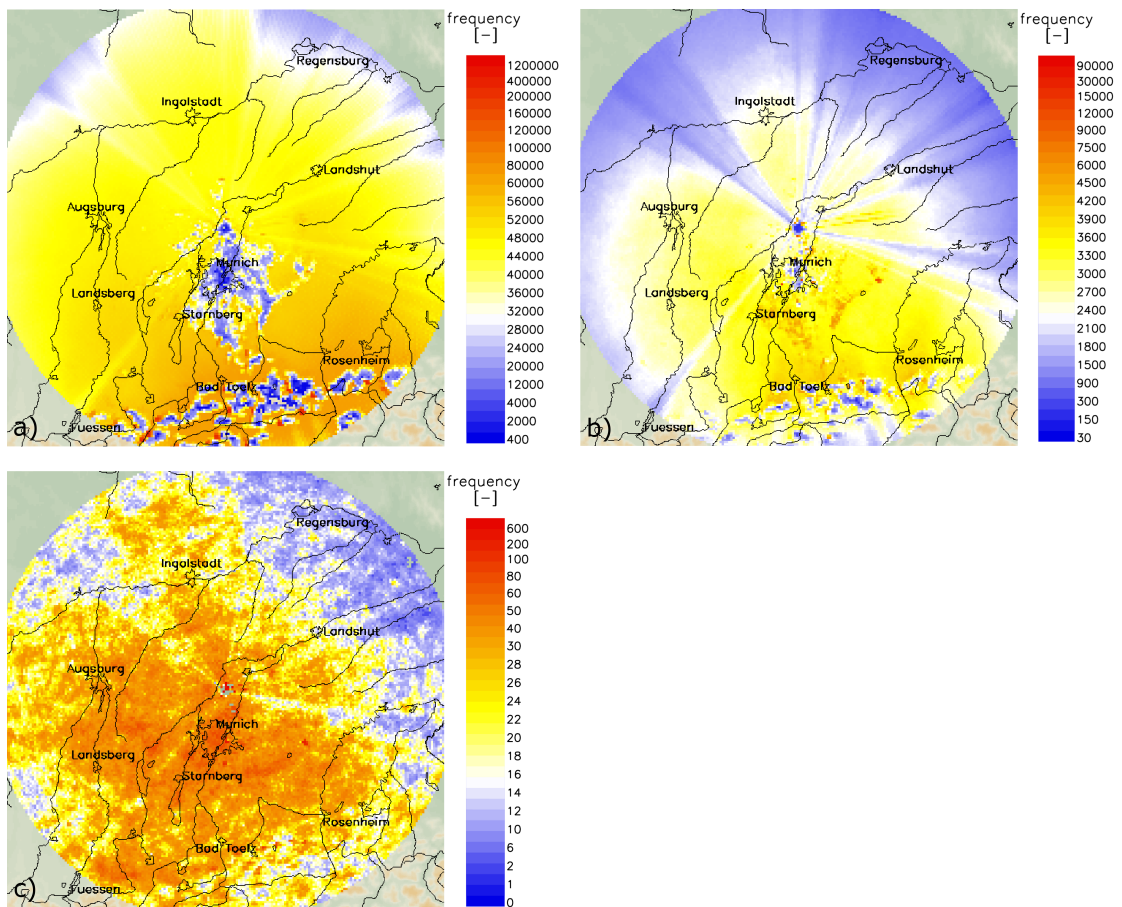 frequency
[-]
Regensburg
Ingolstadt
Landshut
Augsburg
Munich
Landsberg
Starnberg
Rosenheim
Bad Toelz
Fuessen
a)
1200000
400000
200000
160000
120000
100000
80000
60000
56000
52000
48000
44000
40000
36000
32000
28000
24000
20000
12000
4000
2000
400
frequency
[-]
Regensburg
Ingolstadt
Landshut
Augsburg
Munich
Landsberg
Starnberg
Rosenheim
Bad Toelz
Fuessen
b)
90000
30000
15000
12000
9000
7500
6000
4500
4200
3900
3600
3300
3000
2700
2400
2100
1800
1500
900
300
150
30
frequency
[-]
Regensburg
Ingolstadt
Landshut
Augsburg
Munich
Landsberg
Starnberg
Rosenheim
Bad Toelz
Fuessen
c)
600
200
100
80
60
50
40
30
28
26
24
22
20
18
16
14
12
10
6
2
1
0